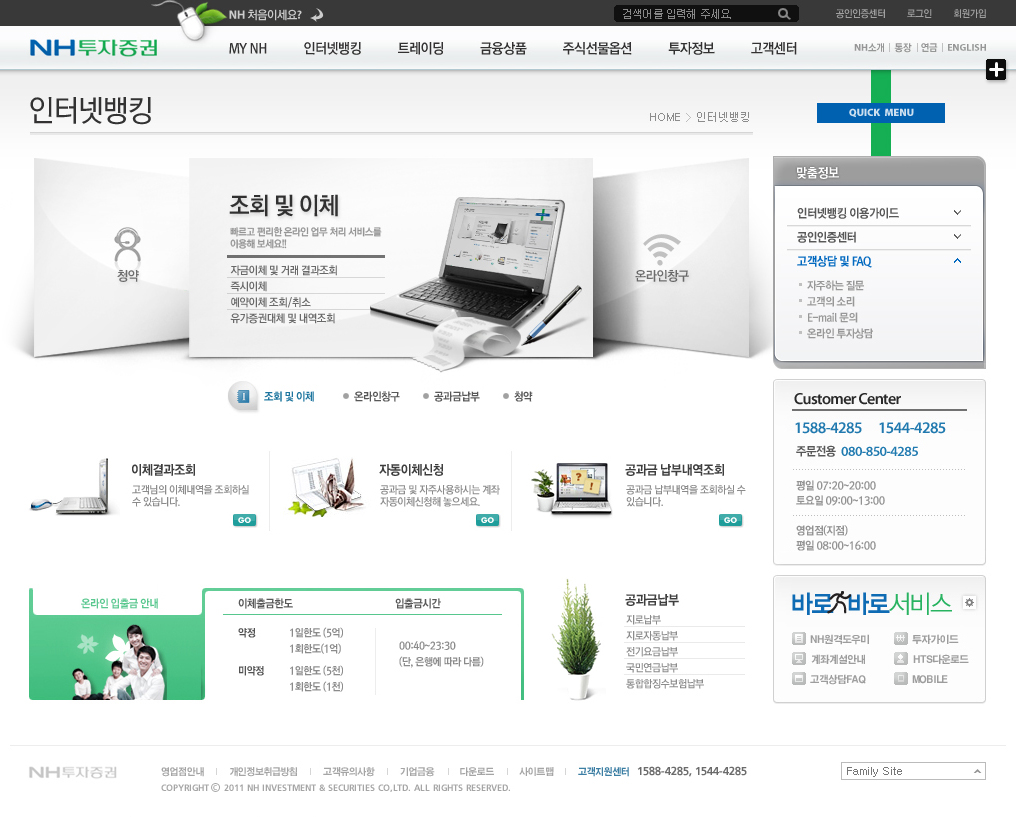 NH 처음이세요?
검색어를 입력해 주세요.
공인인증센터 로그인 회원가입
NH투자증권
MY NH 인터넷뱅킹 트레이딩 금융상품 주식선물옵션 투자정보 고객센터
NH소개 | 통장 | 연금 | ENGLISH
인터넷뱅킹
HOME > 인터넷뱅킹
QUICK MENU
청약
조회 및 이체
빠르고 편리한 온라인 업무 처리 서비스를
이용해 보세요!!
자금이체 및 거래 결과조회
즉시이체
예약이체 조회/취소
유가증권대체 및 내역조회
온라인창구
조회 및 이체 온라인창구 공과금납부 청약
맞춤정보
인터넷뱅킹 이용가이드
공인인증센터
고객상담 및 FAQ
자주하는 질문
고객의 소리
E-mail 문의
온라인 투자상담
Customer Center
1588-4285 1544-4285
주문전용 080-850-4285
평일 07:20~20:00
토요일 09:00~13:00
영업점(지점)
평일 08:00~16:00
이체결과조회
고객님의 이체내역을 조회하실
수 있습니다.
GO
자동이체신청
공과금 및 자주사용하시는 계좌
자동이체신청해 놓으세요.
GO
공과금 납부내역조회
공과금 납부내역을 조회하실 수
있습니다.
GO
온라인 입출금 안내
이체출금한도 입출금시간
약정 1일한도 (5억)
1회한도(1억)
미약정 1일한도 (5천)
1회한도 (1천)
00:40~23:30
(단, 은행에 따라 다름)
공과금납부
지로납부
지로자동납부
전기요금납부
국민연금납부
통합합징수보험납부
바로바로서비스
NH원격도우미 투자가이드
계좌계설안내 HTS다운로드
고객상담FAQ MOBILE
NH투자증권
영업점안내 | 개인정보취급방침 | 고객유의사항 | 기업금융 | 다운로드 | 사이트맵 | 고객지원센터 1588-4285, 1544-4285
COPYRIGHT © 2011 NH INVESTMENT & SECURITIES CO,LTD. ALL RIGHTS RESERVED.
Family Site